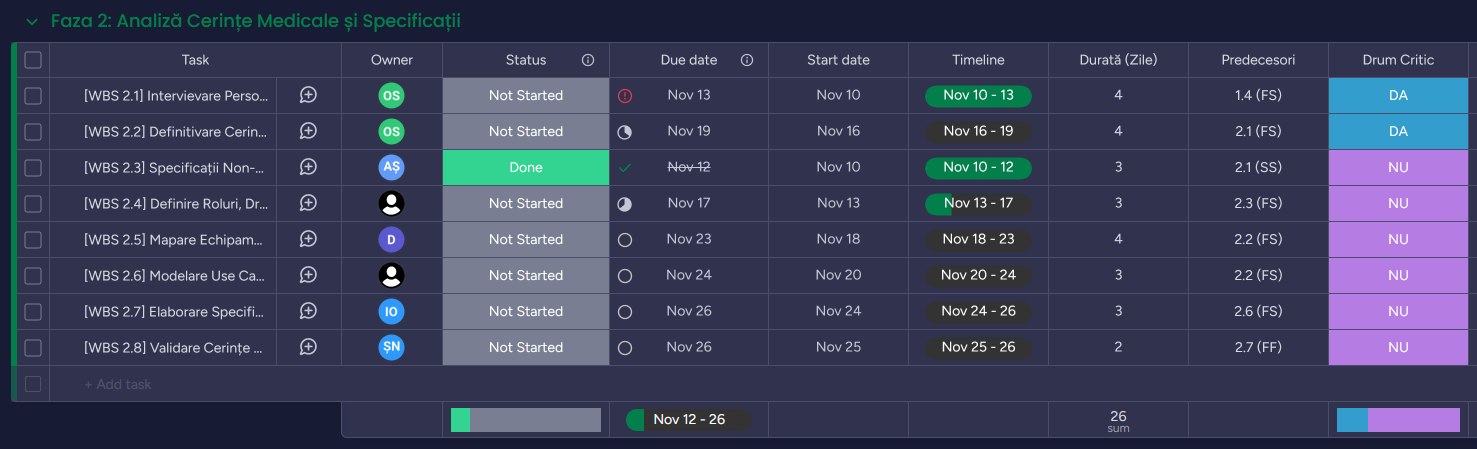 Faza 2: Analiză Cerințe Medicale și Specificații
Task Owner Status Due date Start date Timeline Durată (Zile) Predecesori Drum Critic
[WBS 2.1] Intervievare Perso... OS Not Started Nov 13 Nov 10 Nov 10 - 13 4 1.4 (FS) DA
[WBS 2.2] Definitivare Cerin... OS Not Started Nov 19 Nov 16 Nov 16 - 19 4 2.1 (FS) DA
[WBS 2.3] Specificații Non-... AȘ Done Nov 12 Nov 10 Nov 10 - 12 3 2.1 (SS) NU
[WBS 2.4] Definire Roluri, Dr... Not Started Nov 17 Nov 13 Nov 13 - 17 3 2.3 (FS) NU
[WBS 2.5] Mapare Echipam... D Not Started Nov 23 Nov 18 Nov 18 - 23 4 2.2 (FS) NU
[WBS 2.6] Modelare Use Ca... Not Started Nov 24 Nov 20 Nov 20 - 24 3 2.2 (FS) NU
[WBS 2.7] Elaborare Specifi... IO Not Started Nov 26 Nov 24 Nov 24 - 26 3 2.6 (FS) NU
[WBS 2.8] Validare Cerințe ... ȘN Not Started Nov 26 Nov 25 Nov 25 - 26 2 2.7 (FF) NU
+ Add task
Nov 12 - 26 26
sum